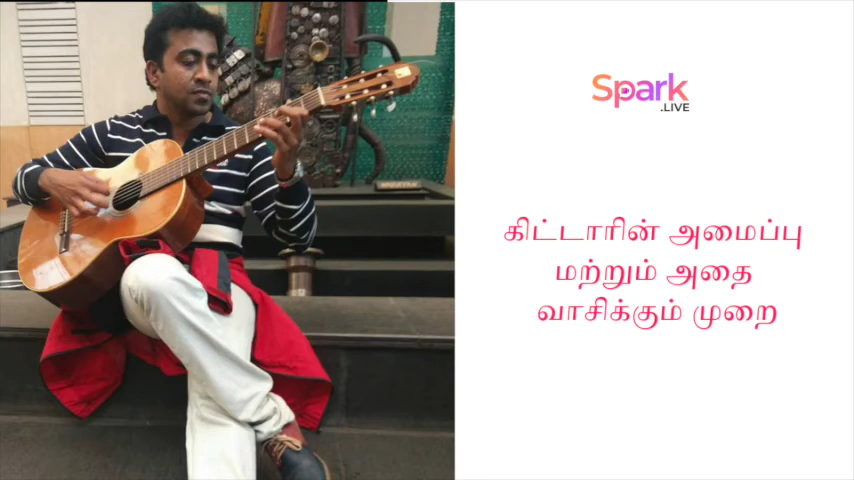 Spark
.LIVE
கிட்டாரின் அமைப்பு
மற்றும் அதை
வாசிக்கும் முறை